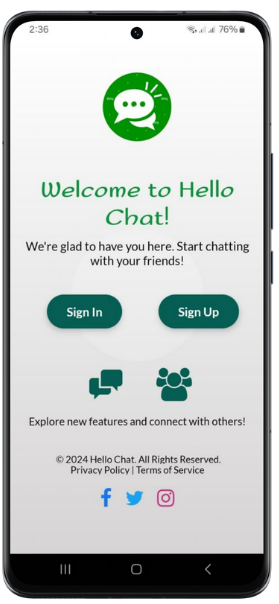 2:36
76%
Welcome to Hello
Chat!
We're glad to have you here. Start chatting
with your friends!
Sign In
Sign Up
Explore new features and connect with others!
© 2024 Hello Chat. All Rights Reserved.
Privacy Policy | Terms of Service